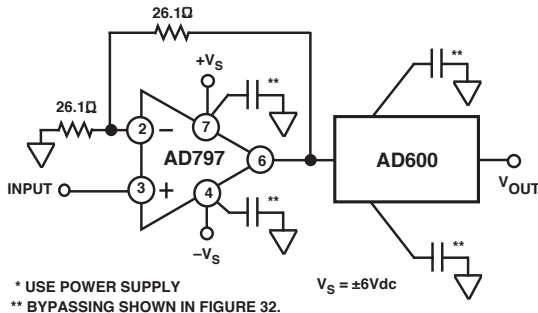 26.1Ω
**
+VS
**
26.1Ω
2
−
7
AD797
6
AD600
VOUT
INPUT
3
+
4
**
−VS
**
* USE POWER SUPPLY
** BYPASSING SHOWN IN FIGURE 32.
VS = ±6Vdc